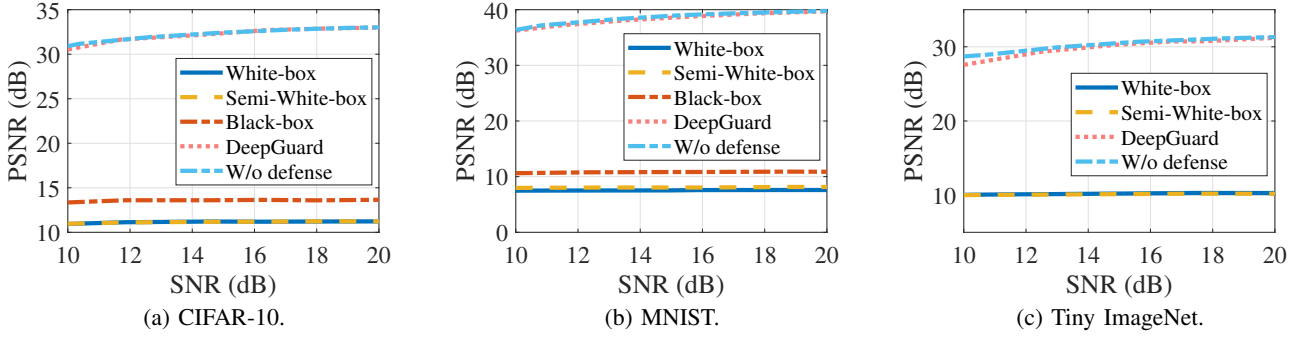 PSNR (dB)
35
30
25
20
15
10
White-box
Semi-White-box
Black-box
DeepGuard
W/o defense
10 12 14 16 18 20
SNR (dB)
(a) CIFAR-10.
PSNR (dB)
40
30
20
10
0
White-box
Semi-White-box
Black-box
DeepGuard
W/o defense
10 12 14 16 18 20
SNR (dB)
(b) MNIST.
PSNR (dB)
30
20
10
White-box
Semi-White-box
DeepGuard
W/o defense
10 12 14 16 18 20
SNR (dB)
(c) Tiny ImageNet.